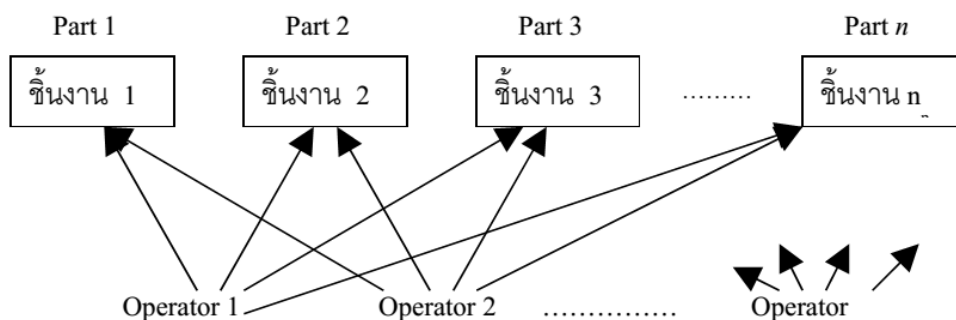 Part 1 Part 2 Part 3 Part n
ชิ้นงาน 1 ชิ้นงาน 2 ชิ้นงาน 3 ......... ชิ้นงาน n
n
Operator 1 Operator 2 ............... Operator